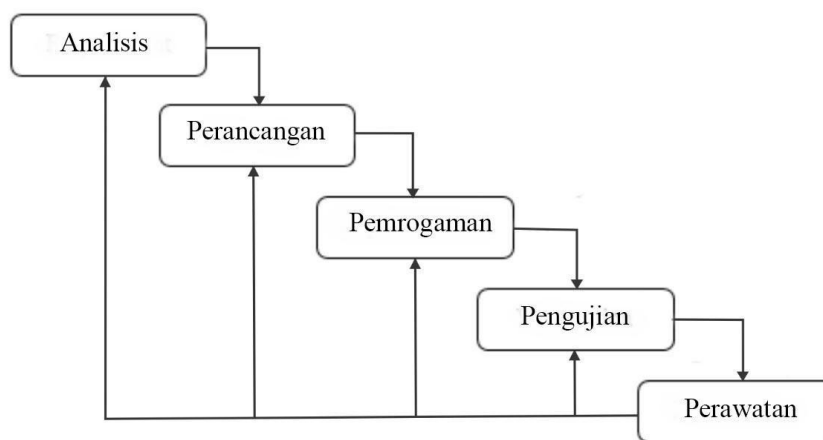 Analisis
Perancangan
Pemrogaman
Pengujian
Perawatan